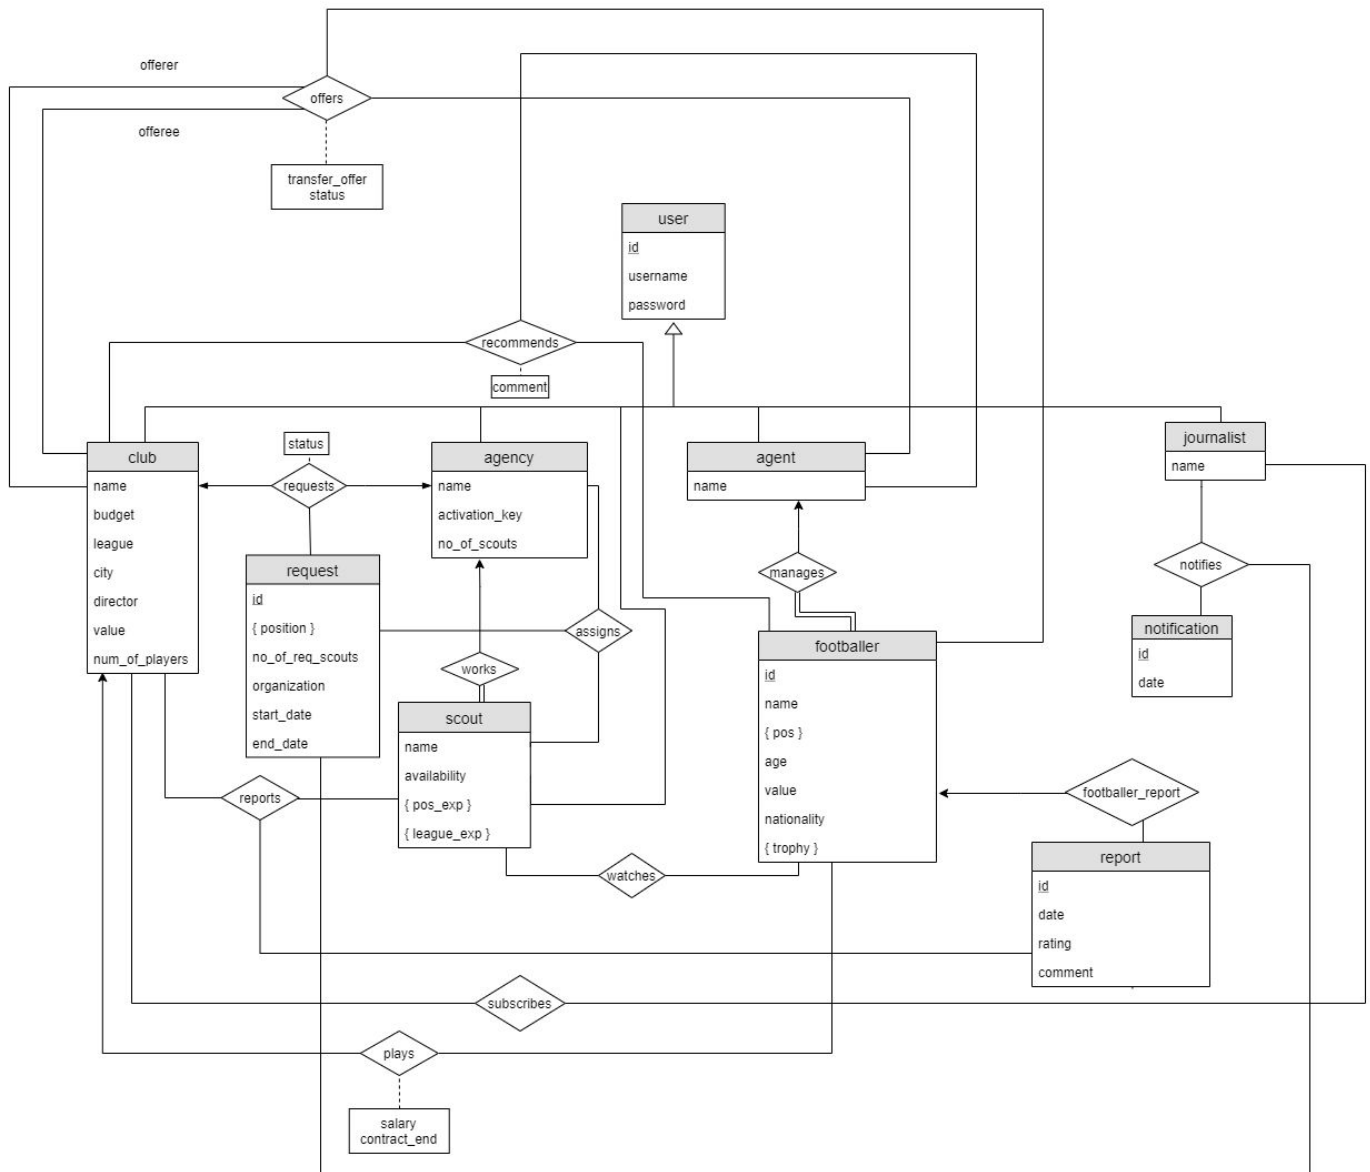 offerer
offers
offeree
transfer_offer
status
user
id
username
password
recommends
comment
club
name
budget
league
city
director
value
num_of_players
status
requests
agency
name
activation_key
no_of_scouts
agent
name
journalist
name
request
id
{ position }
no_of_req_scouts
organization
start_date
end_date
assigns
works
manages
notifies
notification
id
date
scout
name
availability
{ pos_exp }
{ league_exp }
footballer
id
name
{ pos }
age
value
nationality
{ trophy }
reports
watches
footballer_report
report
id
date
rating
comment
subscribes
plays
salary
contract_end